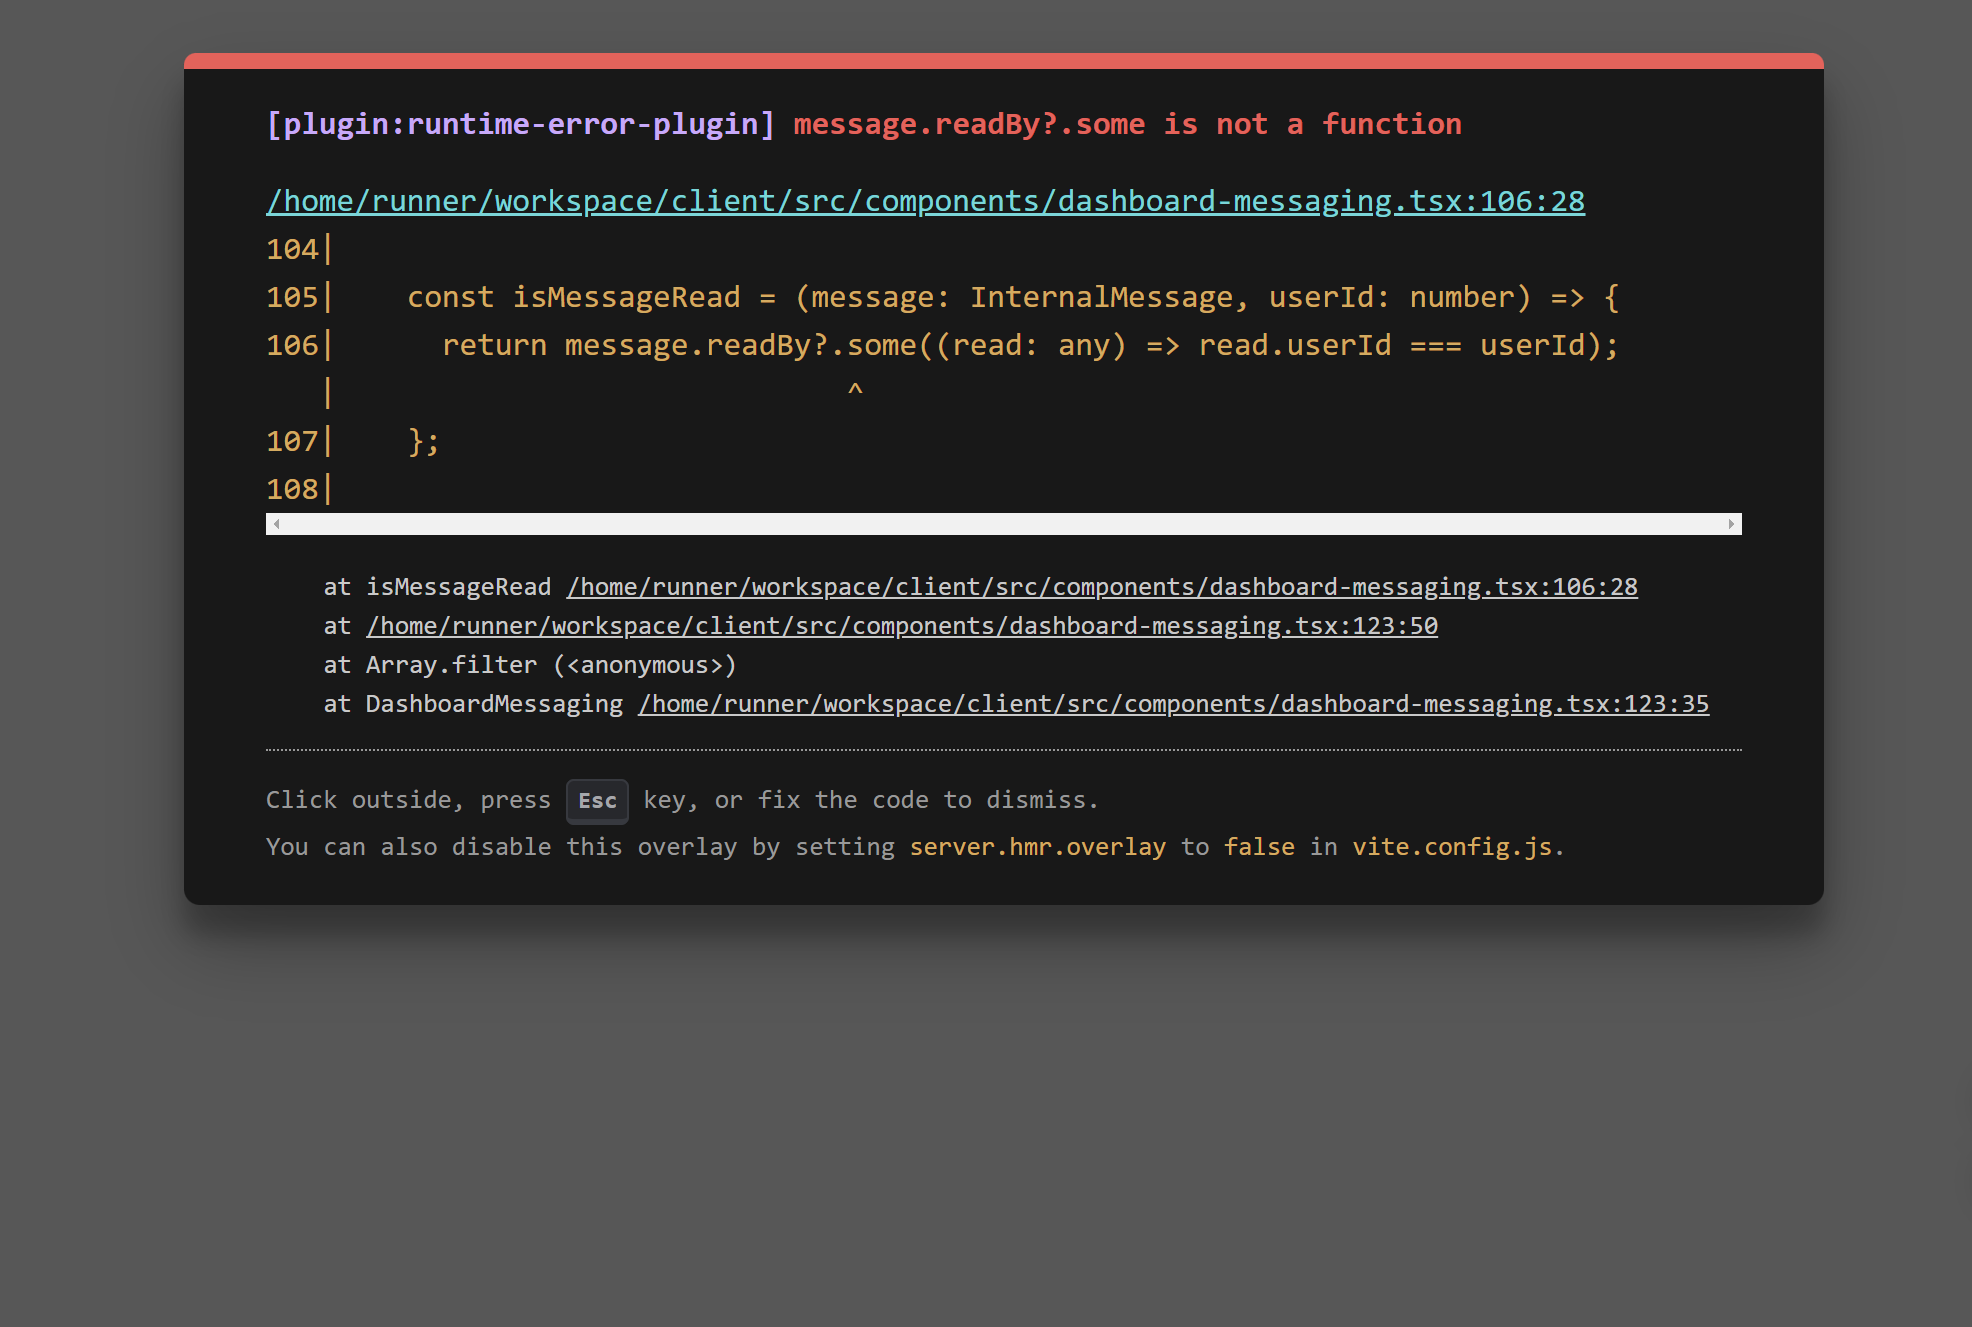 [plugin:runtime-error-plugin] message.readBy?.some is not a function
/home/runner/workspace/client/src/components/dashboard-messaging.tsx:106:28
104|
105|    const isMessageRead = (message: InternalMessage, userId: number) => {
106|      return message.readBy?.some((read: any) => read.userId === userId);
   |                             ^
107|    };
108|
at isMessageRead /home/runner/workspace/client/src/components/dashboard-messaging.tsx:106:28
at /home/runner/workspace/client/src/components/dashboard-messaging.tsx:123:50
at Array.filter (<anonymous>)
at DashboardMessaging /home/runner/workspace/client/src/components/dashboard-messaging.tsx:123:35
Click outside, press Esc key, or fix the code to dismiss.
You can also disable this overlay by setting server.hmr.overlay to false in vite.config.js.